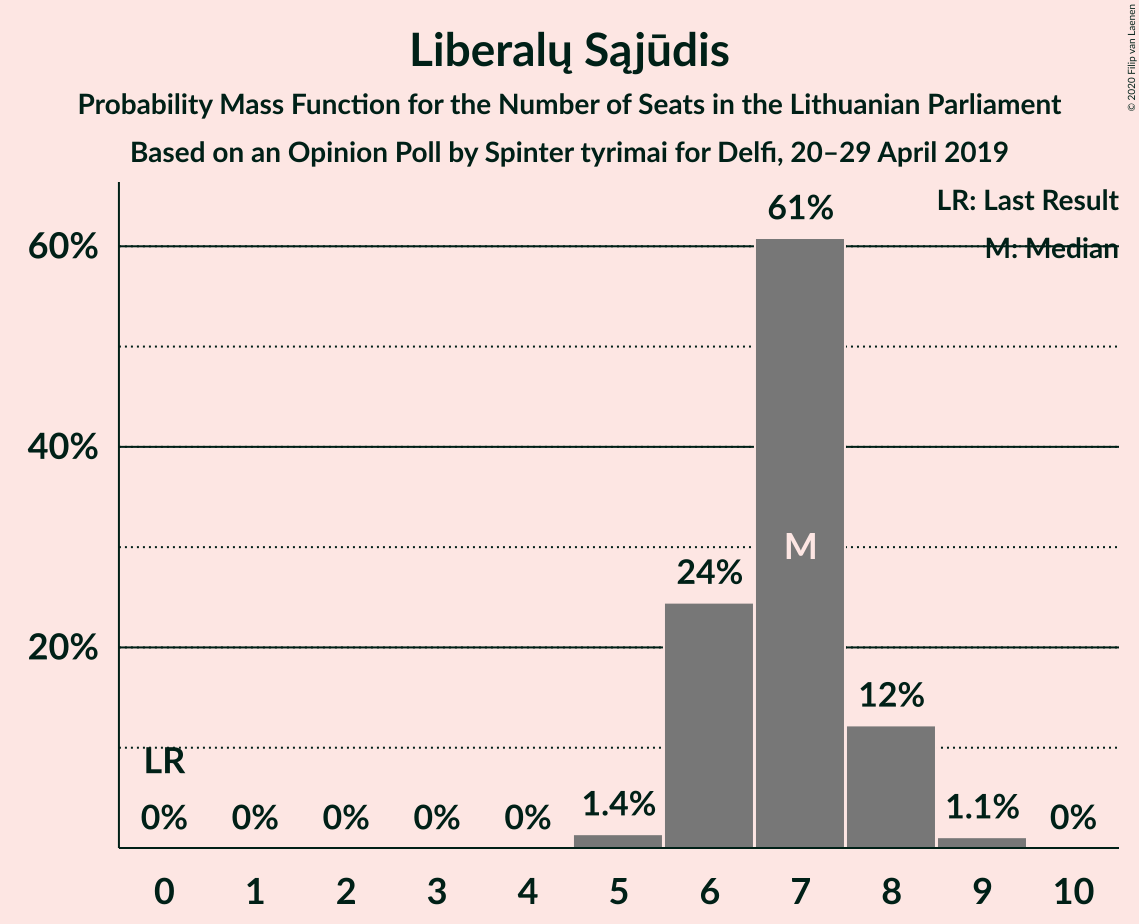 Liberalų Sąjūdis
Probability Mass Function for the Number of Seats in the Lithuanian Parliament
Based on an Opinion Poll by Spinter tyrimai for Delfi, 20–29 April 2019
© 2020 Filip van Laenen
LR: Last Result
M: Median
61%
60%
40%
M
24%
20%
12%
LR
0%
0%
0%
0%
0%
1.4%
1.1%
0%
0 1 2 3 4 5 6 7 8 9 10